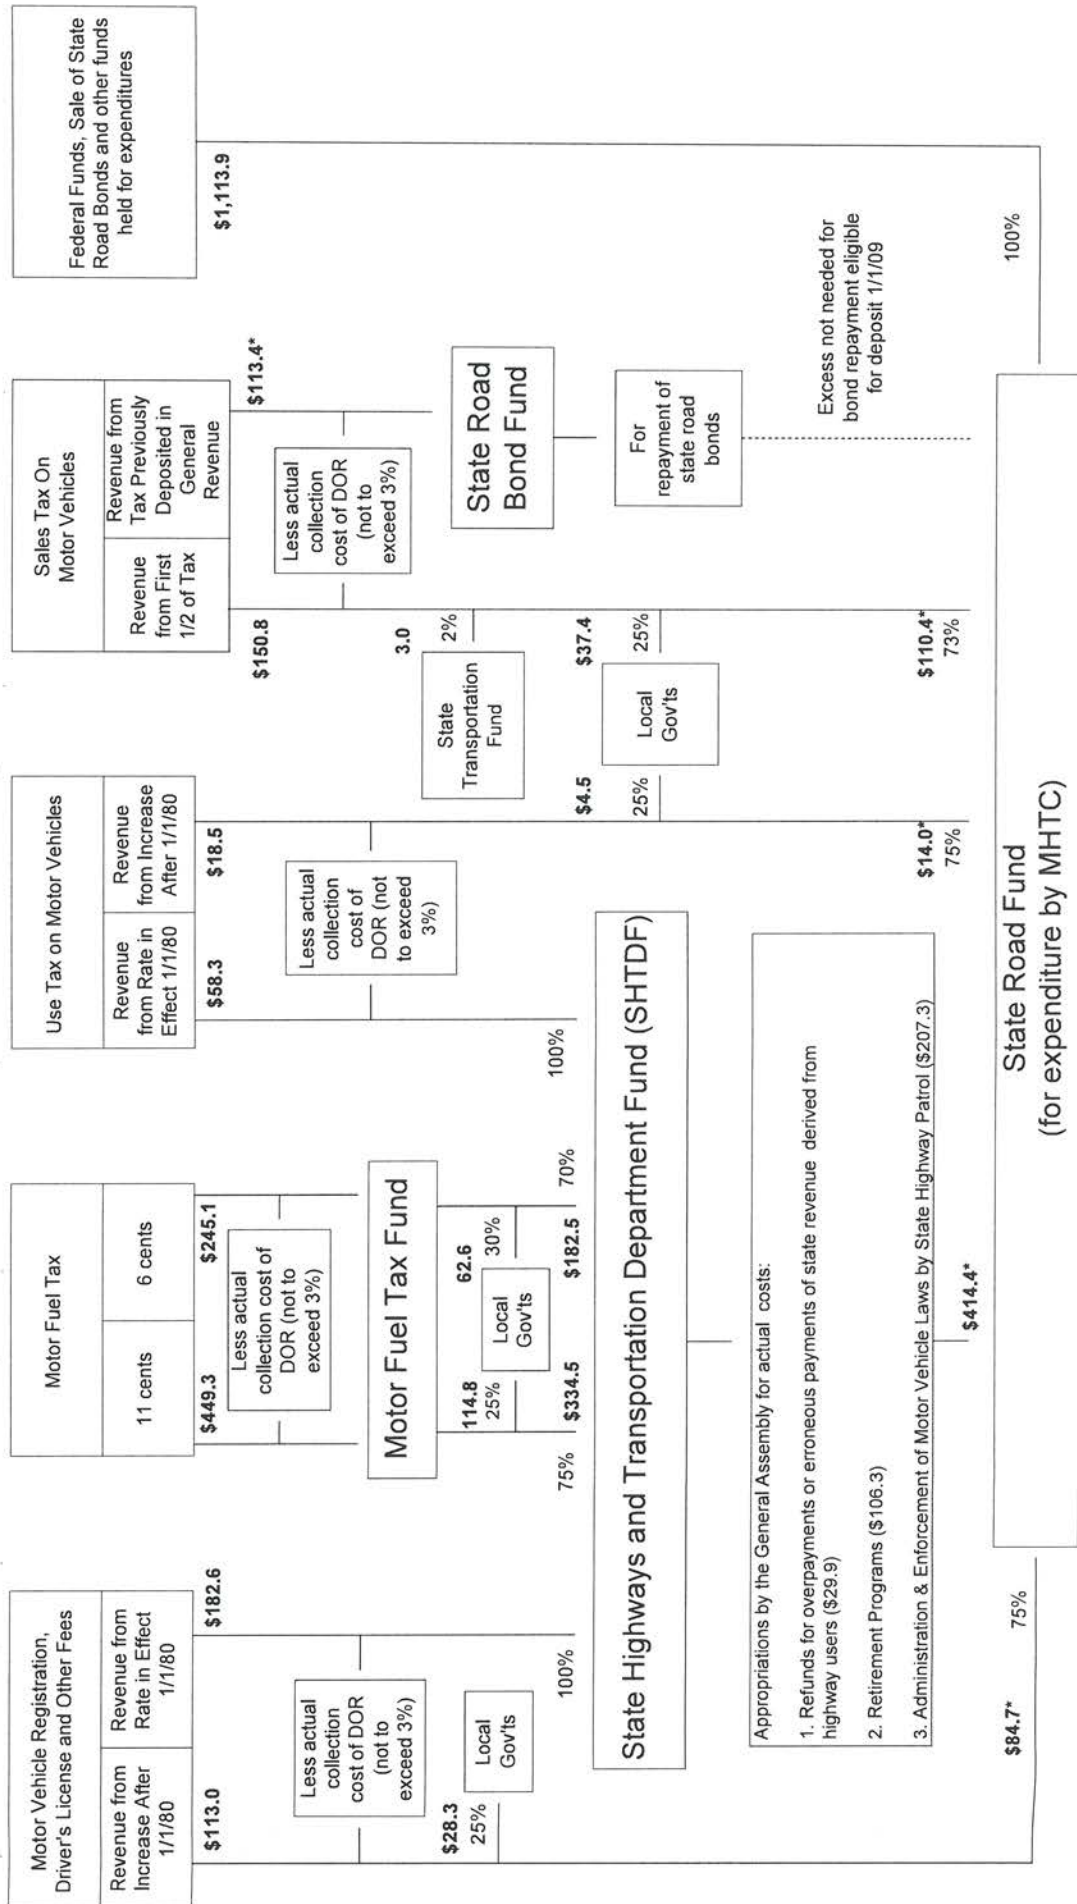 Motor Vehicle Registration,
Driver's License and Other Fees
Revenue from
Increase After
1/1/80
Revenue from
Rate in Effect
1/1/80
$113.0
$182.6
Less actual
collection
cost of DOR
(not to
exceed 3%)
$28.3
25%
Local
Gov'ts
100%
Motor Fuel Tax
11 cents
6 cents
$449.3
$245.1
Less actual
collection cost of
DOR (not to
exceed 3%)
Motor Fuel Tax Fund
114.8
25%
62.6
30%
Local
Gov'ts
$334.5
$182.5
75%
70%
Use Tax on Motor Vehicles
Revenue
from Rate in
Effect 1/1/80
Revenue
from Increase
After 1/1/80
$58.3
$18.5
Less actual
collection
cost of
DOR (not
to exceed
3%)
100%
Sales Tax On
Motor Vehicles
Revenue
from First
1/2 of Tax
Revenue from
Tax Previously
Deposited in
General
Revenue
$150.8
$113.4*
Less actual
collection
cost of DOR
(not to
exceed 3%)
3.0
2%
State
Transportation
Fund
State Road
Bond Fund
$4.5
25%
$37.4
25%
Local
Gov'ts
For
repayment of
state road
bonds
Excess not needed for
bond repayment eligible
for deposit 1/1/09
$14.0*
75%
$110.4*
73%
Federal Funds, Sale of State
Road Bonds and other funds
held for expenditures
$1,113.9
100%
State Highways and Transportation Department Fund (SHTDF)
Appropriations by the General Assembly for actual costs:
1. Refunds for overpayments or erroneous payments of state revenue derived from
highway users ($29.9)
2. Retirement Programs ($106.3)
3. Administration & Enforcement of Motor Vehicle Laws by State Highway Patrol ($207.3)
$414.4*
$84.7*
75%
State Road Fund
(for expenditure by MHTC)